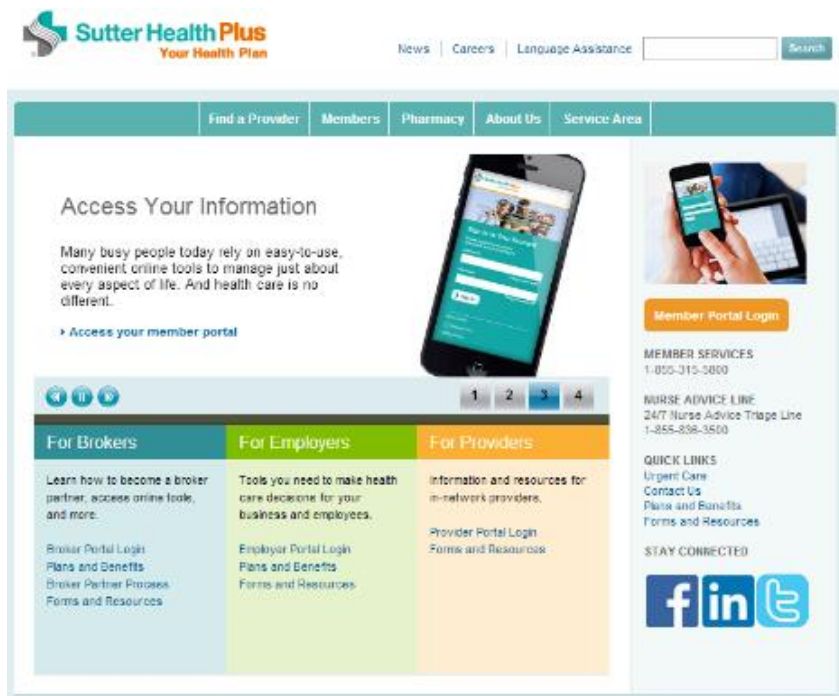 Sutter Health Plus
Your Health Plan
News
Careers
Language Assistance
Search
Find a Provider
Members
Pharmacy
About Us
Service Area
Access Your Information
Many busy people today rely on easy-to-
use,
convenient online tools to manage just about
every aspect of life. And health care is no
different.
Access your member portal
1
2
3
4
For Brokers
Learn how to become a broker
partner, access online tools,
and more.
Broker Portal Login
Plans and Benefits
Broker Partner Process
Forms and Resources
For Employers
Tools you need to make health
care decisions for your
business and employees.
Employer Portal Login
Plans and Benefits
Forms and Resources
For Providers
Information and resources for
in-network providers.
Provider Portal Login
Forms and Resources
Member Portal Login
MEMBER SERVICES
1-855-315-5800
NURSE ADVICE LINE
24/7 Nurse Advice Triage Line
1-855-836-3500
QUICK LINKS
Urgent Care
Contact Us
Plans and Benefits
Forms and Resources
STAY CONNECTED